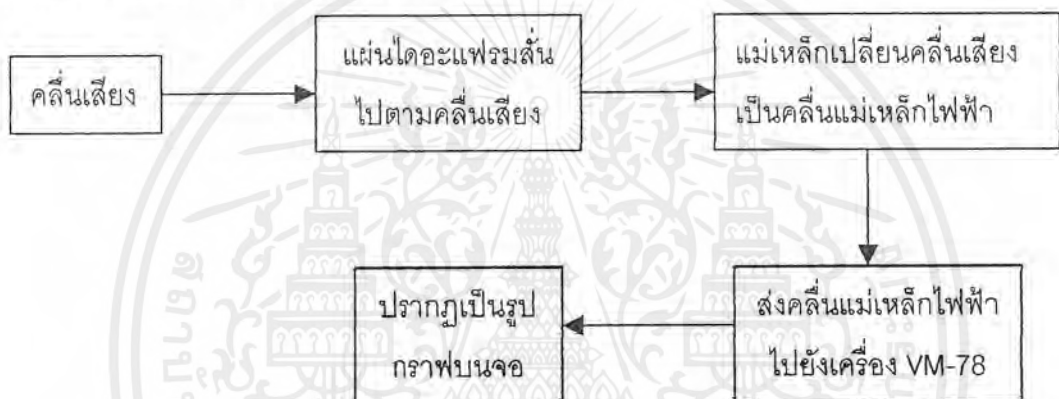 คลื่นเสียง
แผ่นไดอะแฟรมสั่น
ไปตามคลื่นเสียง
แม่เหล็กเปลี่ยนคลื่นเสียง
เป็นคลื่นแม่เหล็กไฟฟ้า
ส่งคลื่นแม่เหล็กไฟฟ้า
ไปยังเครื่อง VM-78
ปรากฏเป็นรูป
กราฟบนจอ